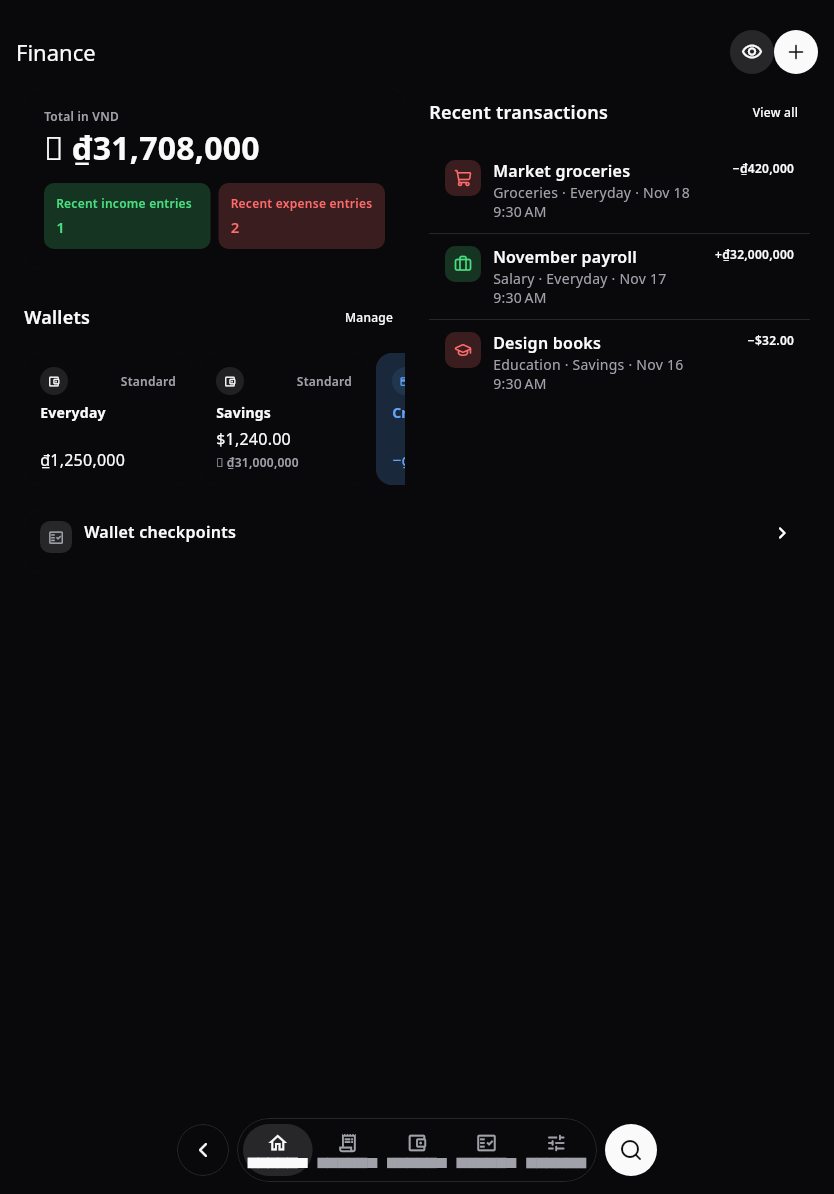 Finance
Total in VND
₫31,708,000
Recent income entries
1
Recent expense entries
2
Wallets
Manage
Standard
Everyday
₫1,250,000
Standard
Savings
$1,240.00
₫31,000,000
Recent transactions
View all
Market groceries
−₫420,000
Groceries · Everyday · Nov 18
9:30 AM
November payroll
+₫32,000,000
Salary · Everyday · Nov 17
9:30 AM
Design books
−$32.00
Education · Savings · Nov 16
9:30 AM
Wallet checkpoints